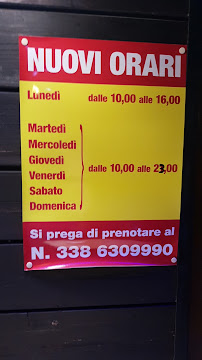 NUOVI ORARI
Lunedì dalle 10,00 alle 16,00
Martedì
Mercoledì
Giovedì
Venerdì dalle 10,00 alle 23,00
Sabato
Domenica
Si prega di prenotare al
N. 338 6309990